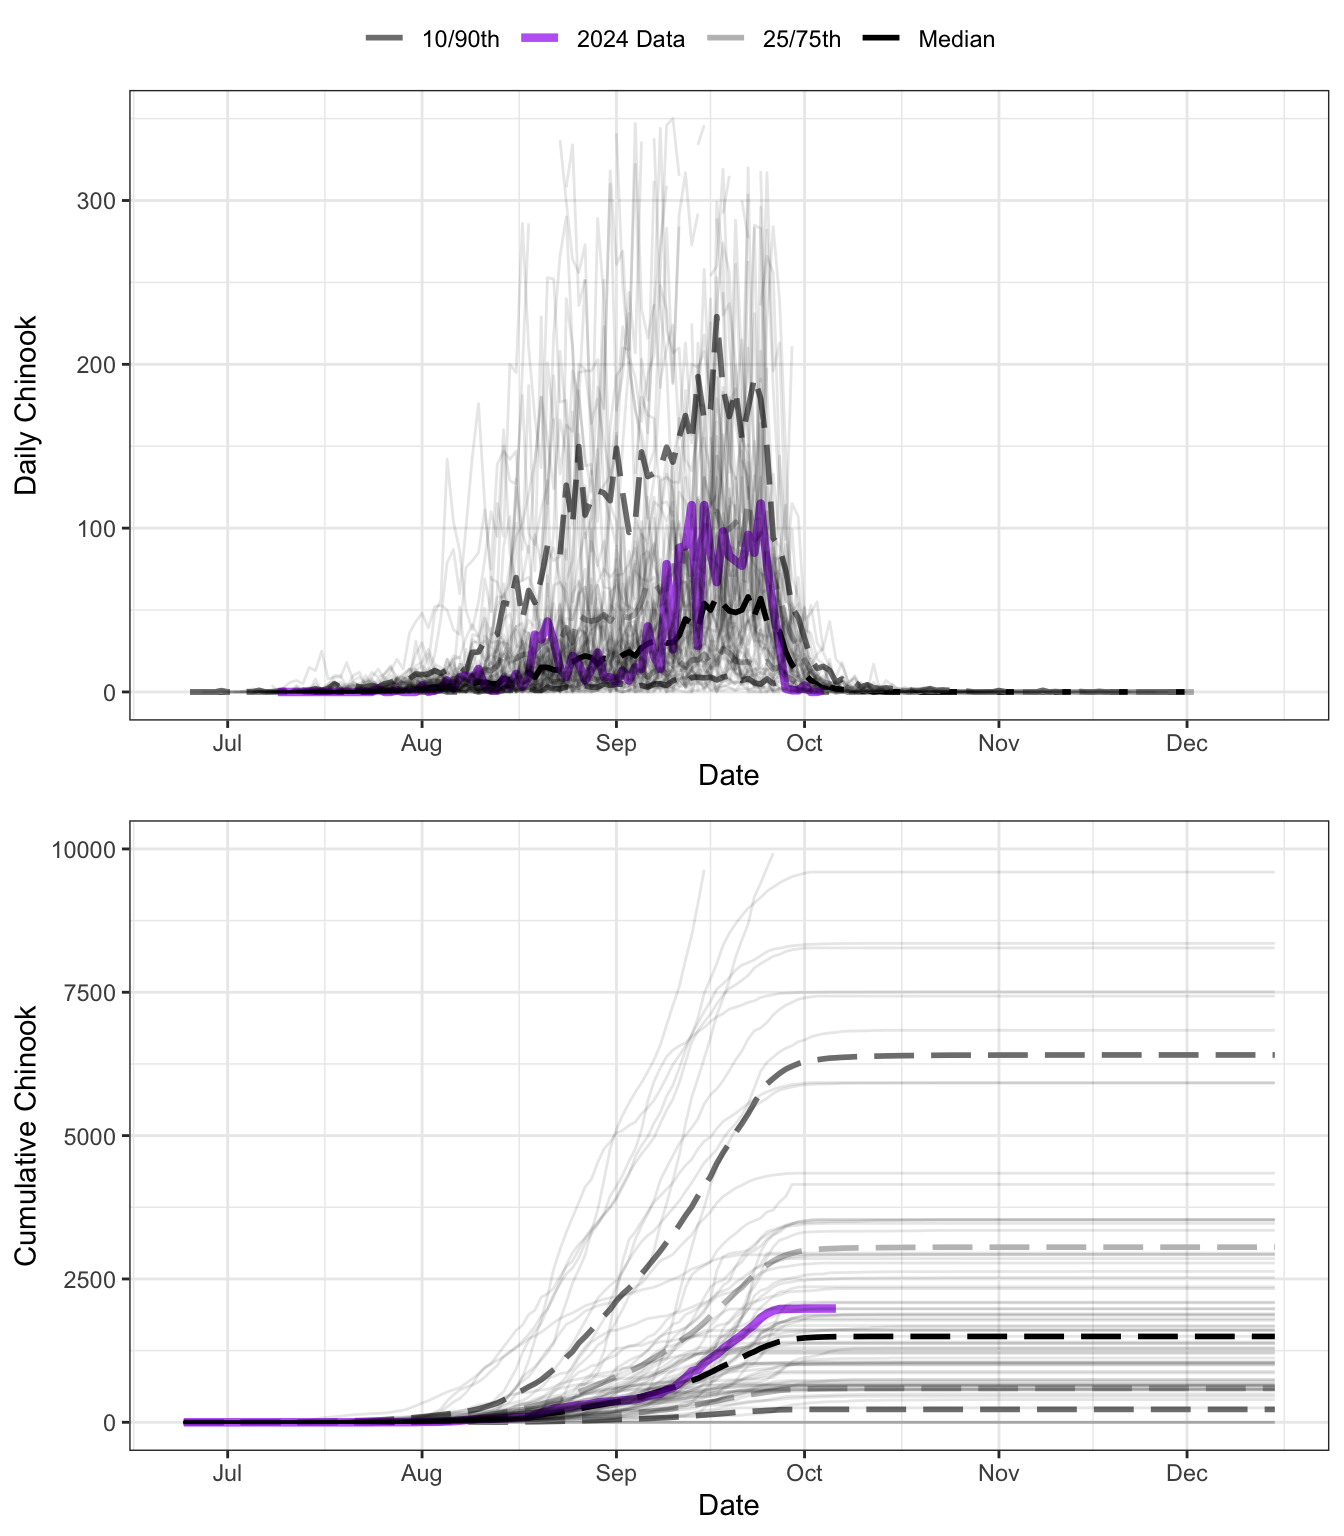 10/90th 2024 Data 25/75th Median
300
200
100
0
Daily Chinook
Jul Aug Sep Oct Nov Dec
Date
10000
7500
5000
2500
0
Cumulative Chinook
Jul Aug Sep Oct Nov Dec
Date